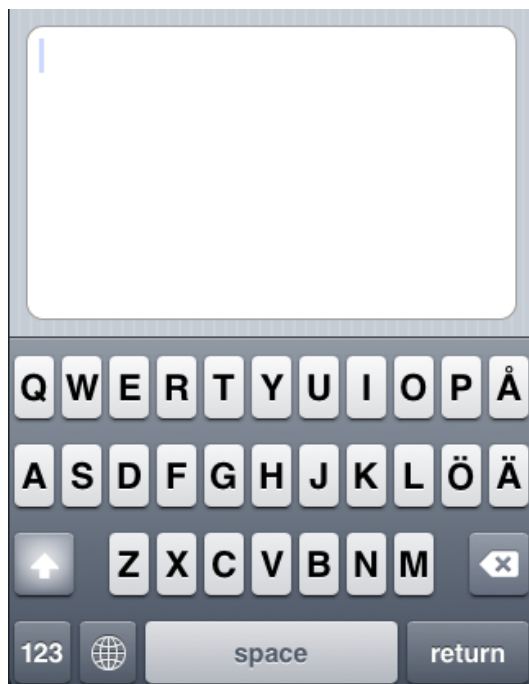 Q W E R T Y U I O P Å
A S D F G H J K L Ö Ä
Z X C V B N M
123 space return